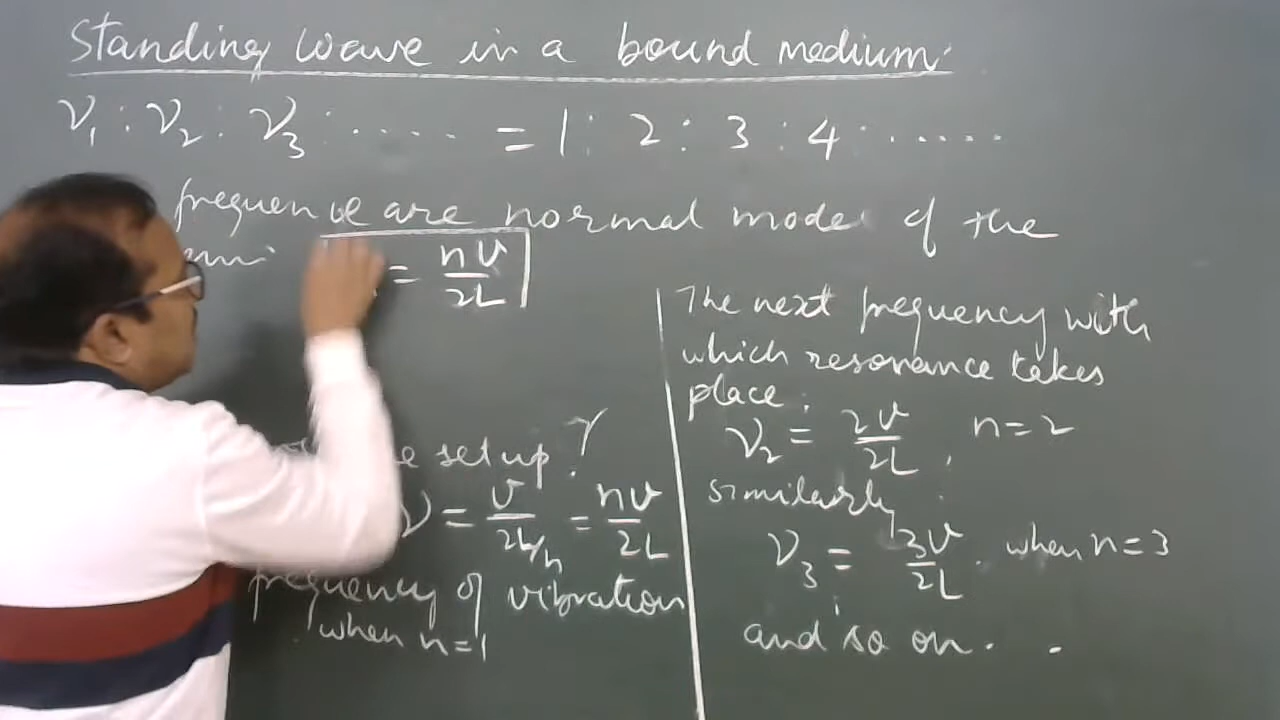 Standing wave in a bound medium.
ν₁ : ν₂ : ν₃ : ..... = 1 : 2 : 3 : 4 : ......
frequence are normal mode of the
= nv/2L
set up ?
ν = v/(2L/n) = nv/2L
frequency of vibration
when n=1
The next frequency with
which resonance takes
place :
ν₂ = 2v/2L , n=2
similarly
ν₃ = 3v/2L . when n=3
and so on. .